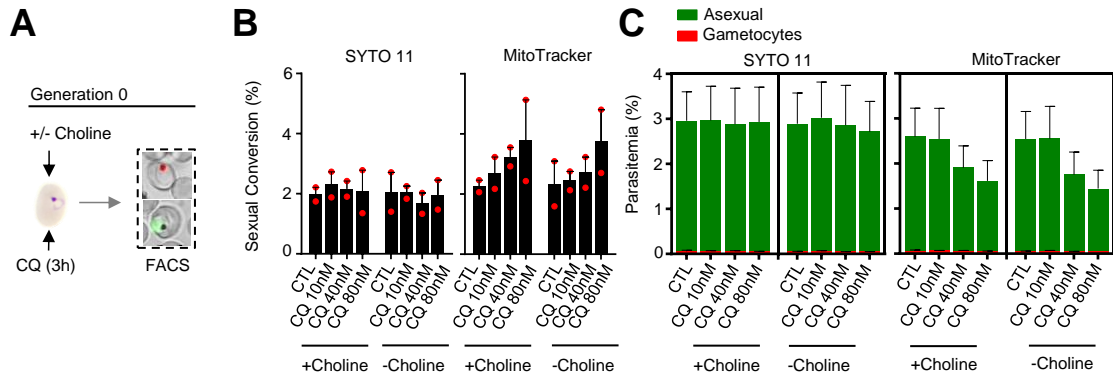 A
Generation 0
+/- Choline
CQ (3h)
FACS
B
SYTO 11
MitoTracker
Sexual Conversion (%)
6
4
2
0
CTL
CQ 10nM
CQ 40nM
CQ 80nM
CTL
CQ 10nM
CQ 40nM
CQ 80nM
CTL
CQ 10nM
CQ 40nM
CQ 80nM
CTL
CQ 10nM
CQ 40nM
CQ 80nM
+Choline
-Choline
+Choline
-Choline
C
Asexual
Gametocytes
SYTO 11
MitoTracker
Parasitemia (%)
4
3
2
1
0
CTL
CQ 10nM
CQ 40nM
CQ 80nM
CTL
CQ 10nM
CQ 40nM
CQ 80nM
CTL
CQ 10nM
CQ 40nM
CQ 80nM
CTL
CQ 10nM
CQ 40nM
CQ 80nM
+Choline
-Choline
+Choline
-Choline